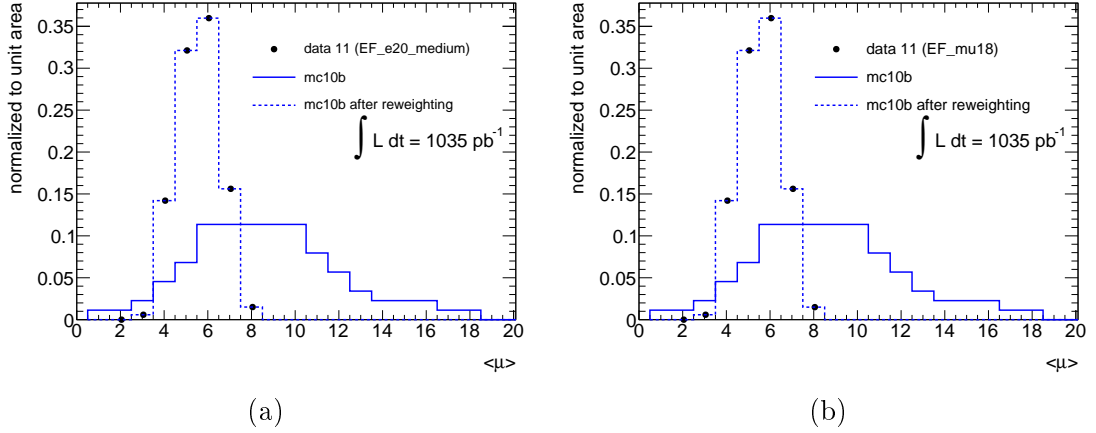 normalized to unit area
0.35
0.3
0.25
0.2
0.15
0.1
0.05
0
data 11 (EF_e20_medium)
mc10b
mc10b after reweighting
∫ L dt = 1035 pb⁻¹
0 2 4 6 8 10 12 14 16 18 20
<μ>
(a)
normalized to unit area
0.35
0.3
0.25
0.2
0.15
0.1
0.05
0
data 11 (EF_mu18)
mc10b
mc10b after reweighting
∫ L dt = 1035 pb⁻¹
0 2 4 6 8 10 12 14 16 18 20
<μ>
(b)